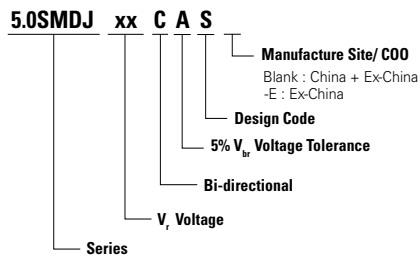 5.0SMDJ xx C A S
Manufacture Site/ COO
Blank : China + Ex-China
-E : Ex-China
Design Code
5% Vbr Voltage Tolerance
Bi-directional
Vr Voltage
Series